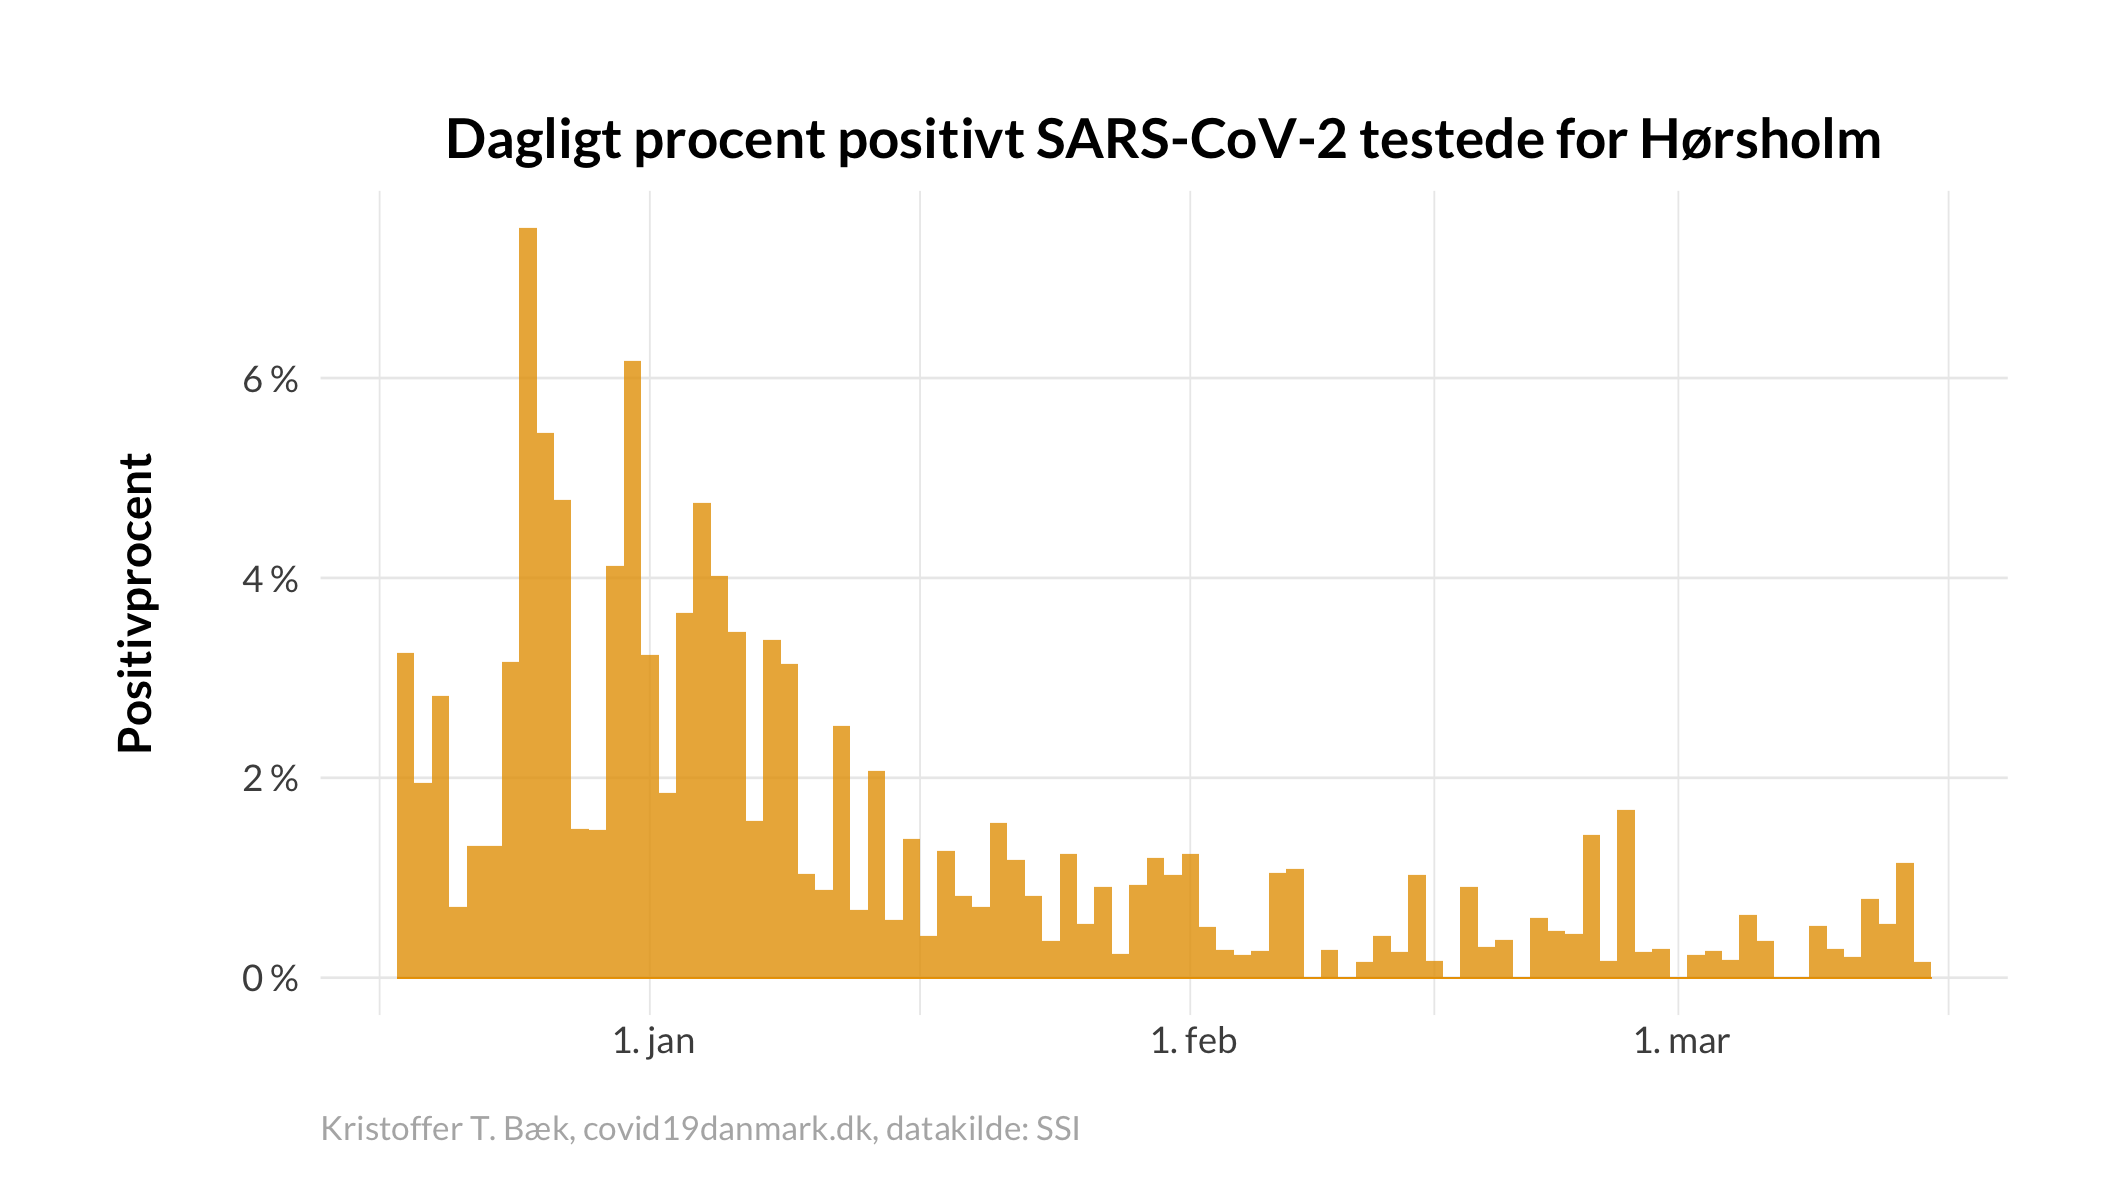 Dagligt procent positivt SARS-CoV-2 testede for Hørsholm
Positivprocent
6 %
4 %
2 %
0 %
1. jan
1. feb
1. mar
Kristoffer T. Bæk, covid19danmark.dk, datakilde: SSI